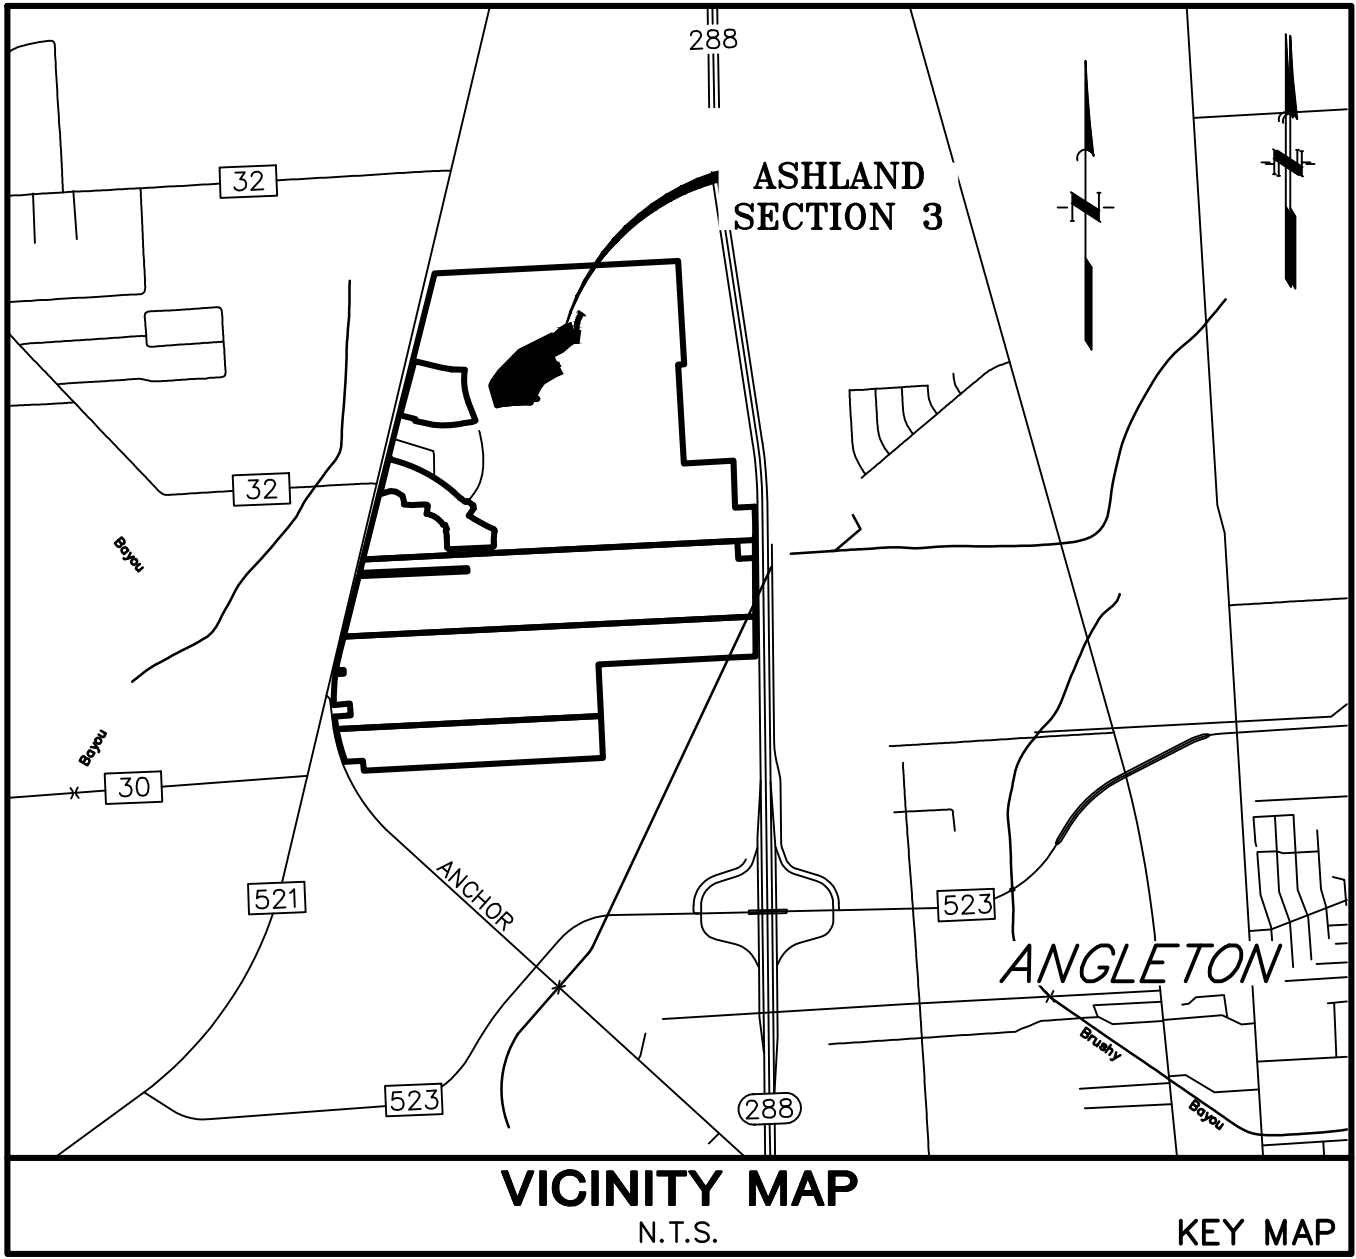 288
ASHLAND
SECTION 3
N
N
32
32
Bayou
Bayou
30
521
ANCHOR
523
ANGLETON
Brushy
Bayou
523
288
VICINITY MAP
N.T.S.
KEY MAP